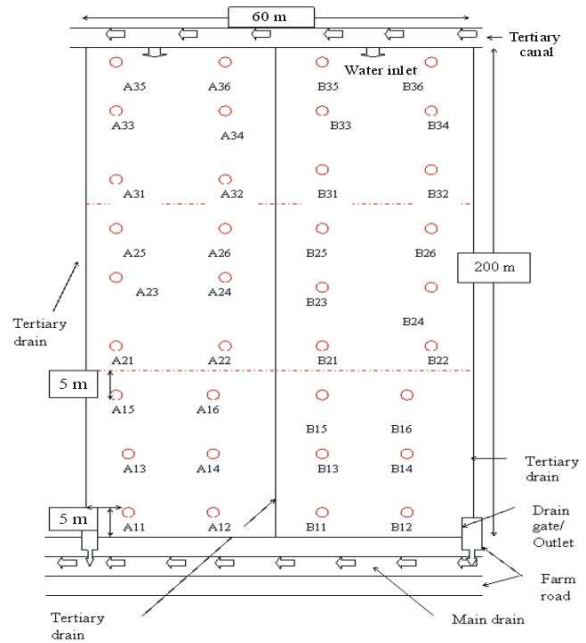 60 m
Tertiary
canal
Water inlet
A35 A36 B35 B36
A33 A34 B33 B34
A31 A32 B31 B32
A25 A26 B25 B26
200 m
A23 A24 B23 B24
Tertiary
drain
A21 A22 B21 B22
5 m
A15 A16 B15 B16
A13 A14 B13 B14
Tertiary
drain
5 m
A11 A12 B11 B12
Drain
gate/
Outlet
Farm
road
Tertiary
drain
Main drain